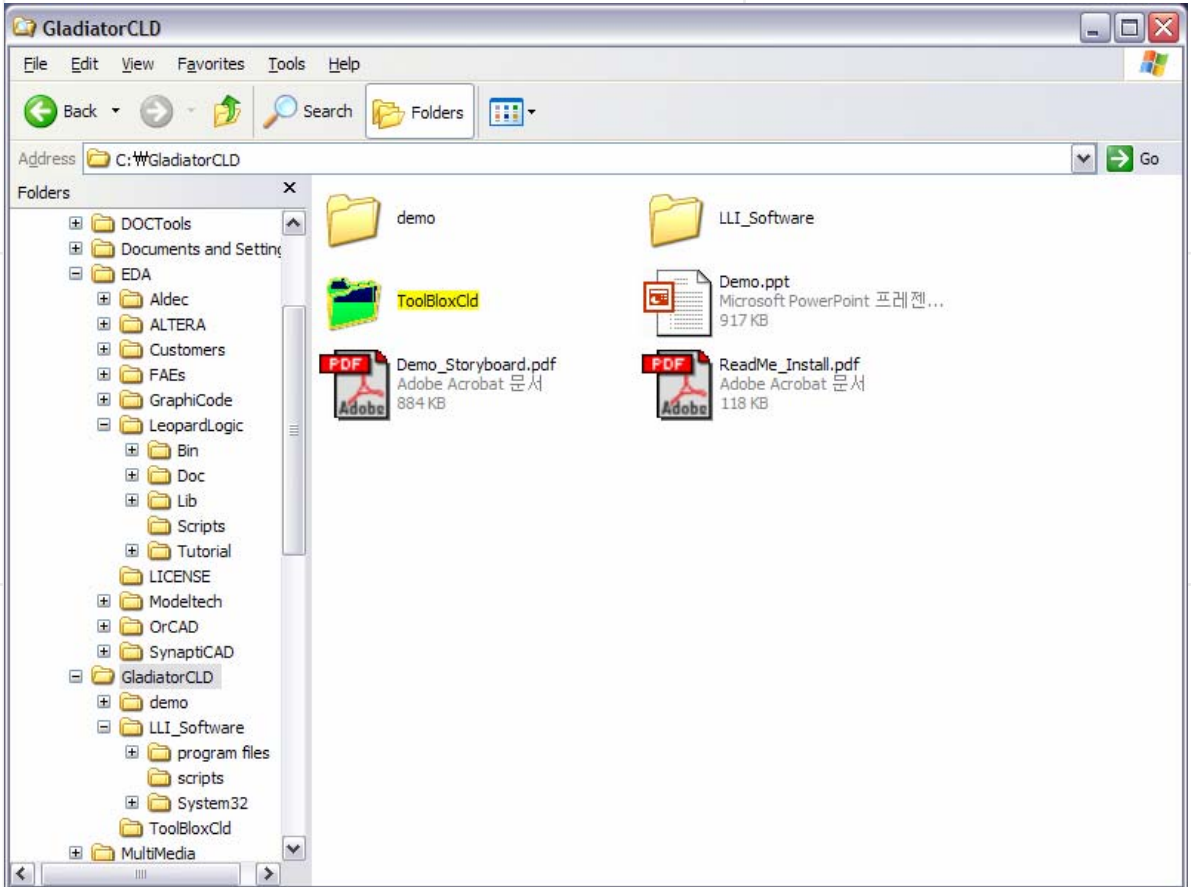 GladiatorCLD
File Edit View Favorites Tools Help
Back Search Folders
Address C:₩GladiatorCLD Go
Folders
DOCTools
Documents and Setting
EDA
Aldec
ALTERA
Customers
FAEs
GraphiCode
LeopardLogic
Bin
Doc
Lib
Scripts
Tutorial
LICENSE
Modeltech
OrCAD
SynaptiCAD
GladiatorCLD
demo
LLI_Software
program files
scripts
System32
ToolBloxCld
MultiMedia
demo
LLI_Software
ToolBloxCld
Demo.ppt
Microsoft PowerPoint 프레젠...
917 KB
PDF
Adobe
Demo_Storyboard.pdf
Adobe Acrobat 문서
884 KB
PDF
Adobe
ReadMe_Install.pdf
Adobe Acrobat 문서
118 KB